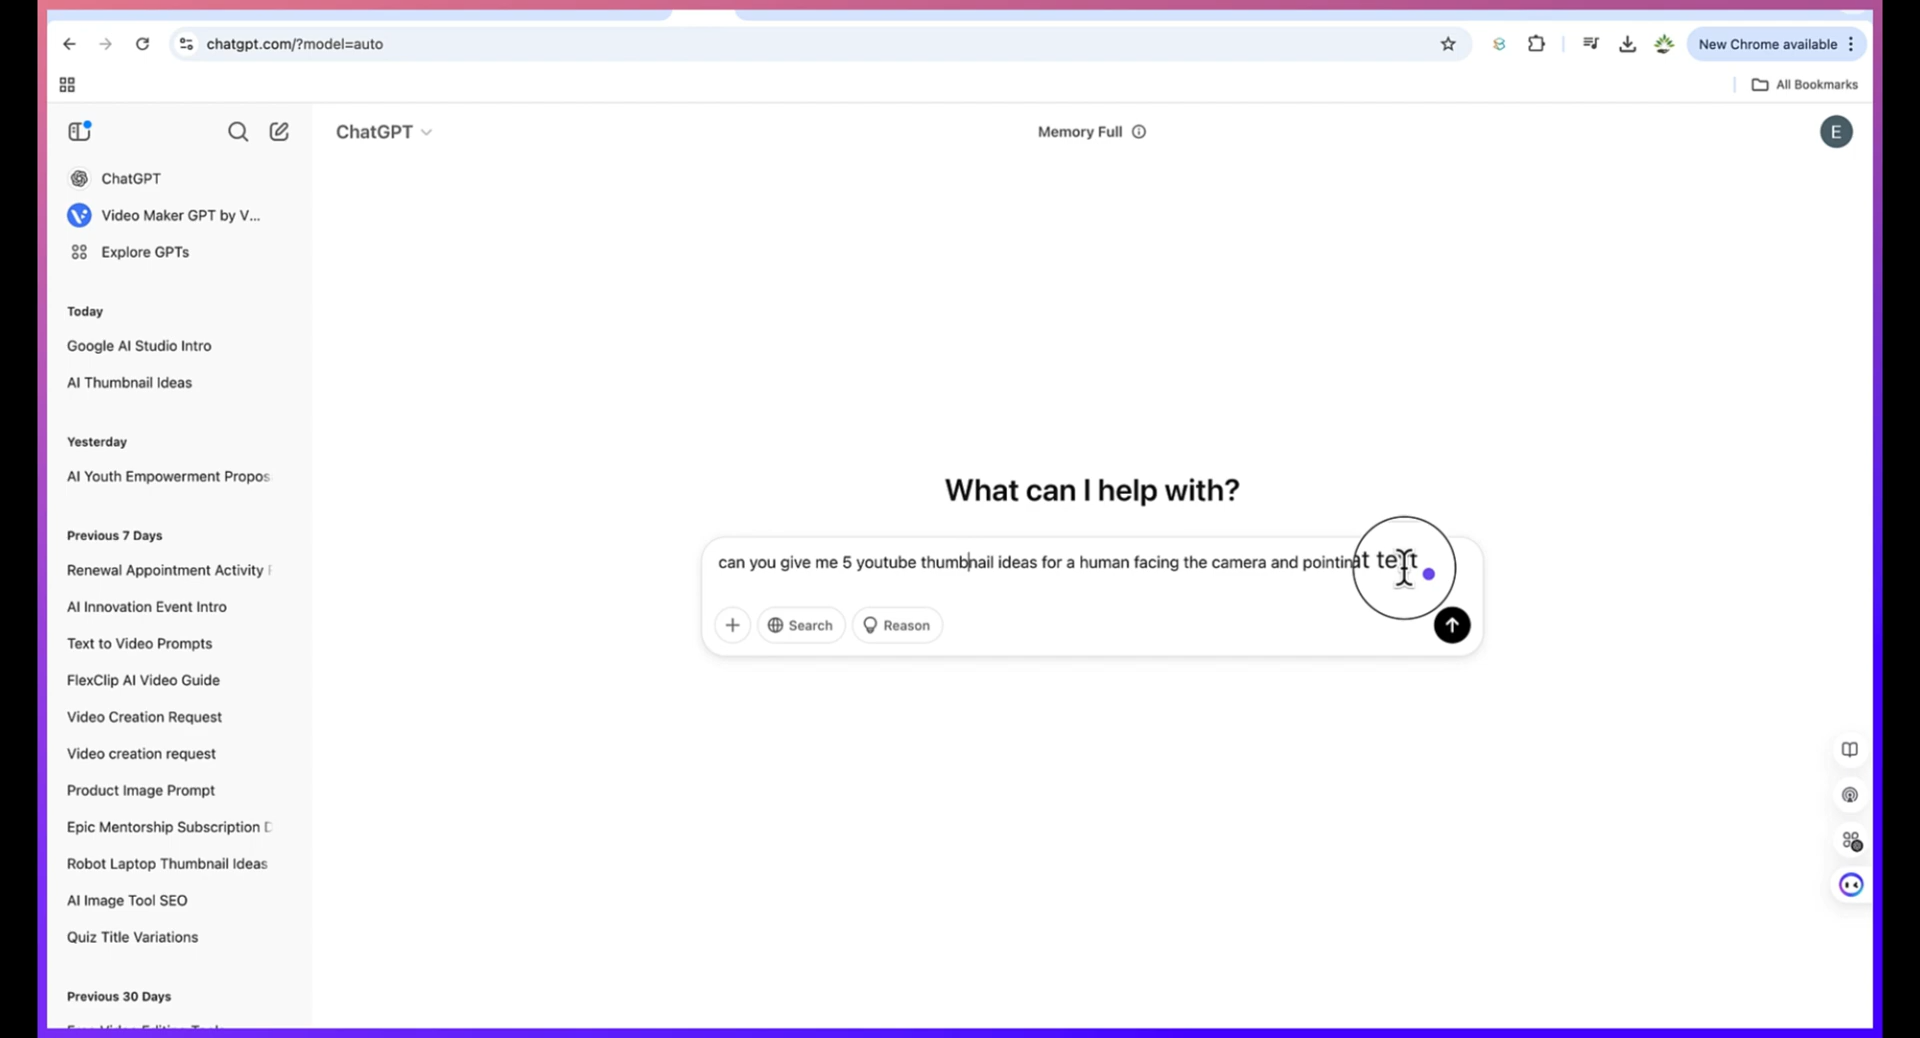 chatgpt.com/?model=auto
New Chrome available
All Bookmarks
ChatGPT
Memory Full
E
ChatGPT
Video Maker GPT by V...
Explore GPTs
Today
Google AI Studio Intro
AI Thumbnail Ideas
Yesterday
AI Youth Empowerment Propos
Previous 7 Days
Renewal Appointment Activity
AI Innovation Event Intro
Text to Video Prompts
FlexClip AI Video Guide
Video Creation Request
Video creation request
Product Image Prompt
Epic Mentorship Subscription D
Robot Laptop Thumbnail Ideas
AI Image Tool SEO
Quiz Title Variations
Previous 30 Days
What can I help with?
can you give me 5 youtube thumbnail ideas for a human facing the camera and pointin at text
Search
Reason